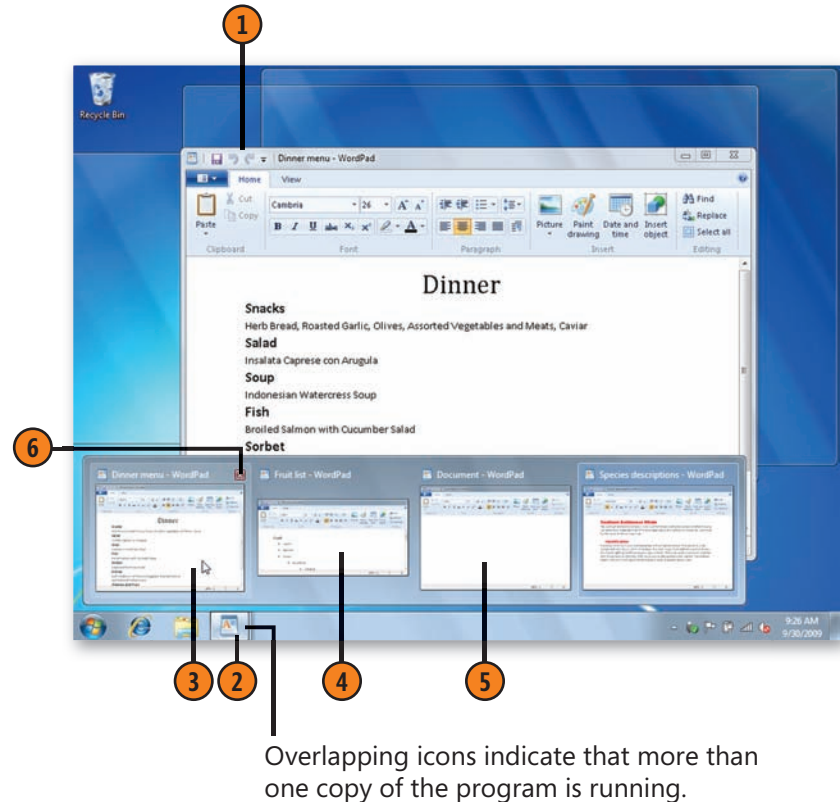 1
Recycle Bin
Dinner menu - WordPad
Home View
Paste
Cut
Copy
Clipboard
Cambria 26 A A
B I U abc X₂ X² A
Font
Paragraph
Picture
Paint drawing
Date and time
Insert object
Insert
Find
Replace
Select all
Editing
Dinner
Snacks
Herb Bread, Roasted Garlic, Olives, Assorted Vegetables and Meats, Caviar
Salad
Insalata Caprese con Arugula
Soup
Indonesian Watercress Soup
Fish
Broiled Salmon with Cucumber Salad
Sorbet
6
Dinner menu - WordPad Fruit list - WordPad Document - WordPad Species descriptions - WordPad
Dinner
9:26 AM
9/30/2009
3 2 4 5
Overlapping icons indicate that more than
one copy of the program is running.